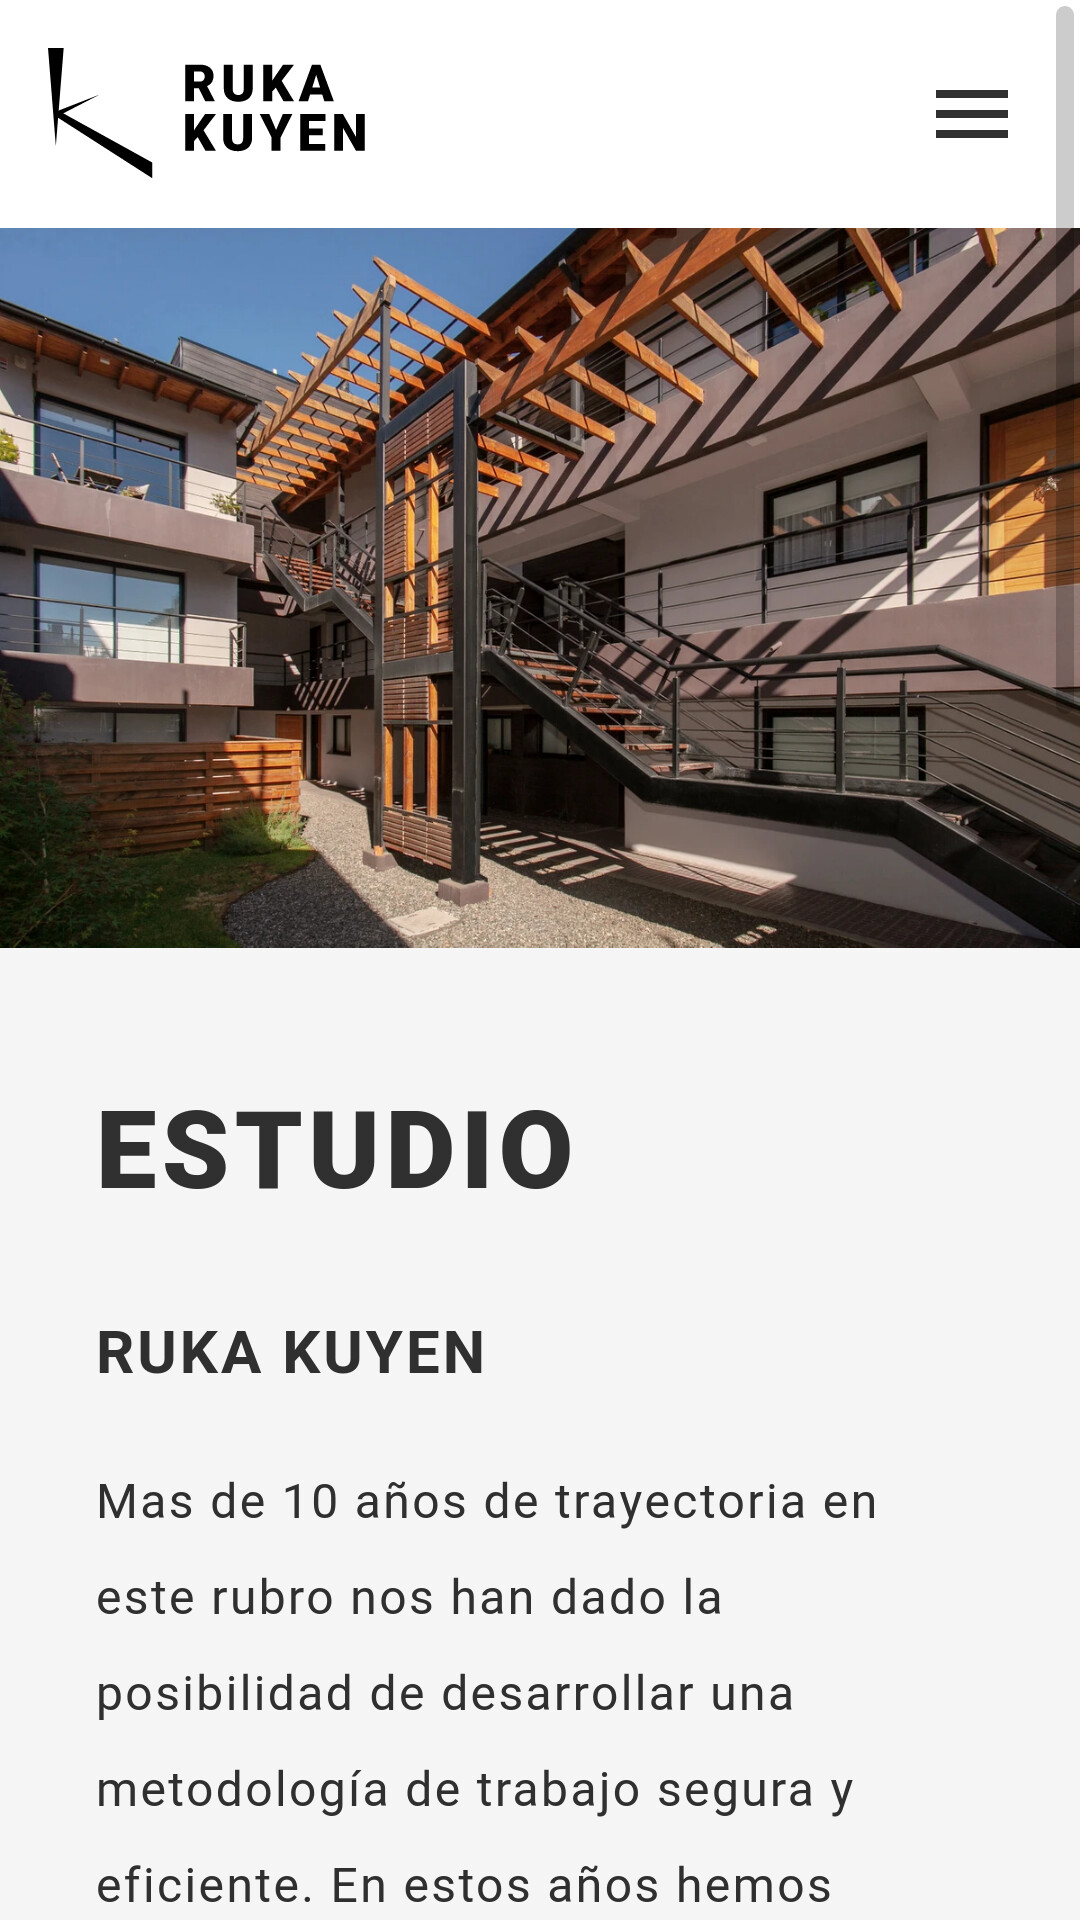 RUKA
KUYEN
ESTUDIO
RUKA KUYEN
Mas de 10 años de trayectoria en
este rubro nos han dado la
posibilidad de desarrollar una
metodología de trabajo segura y
eficiente. En estos años hemos